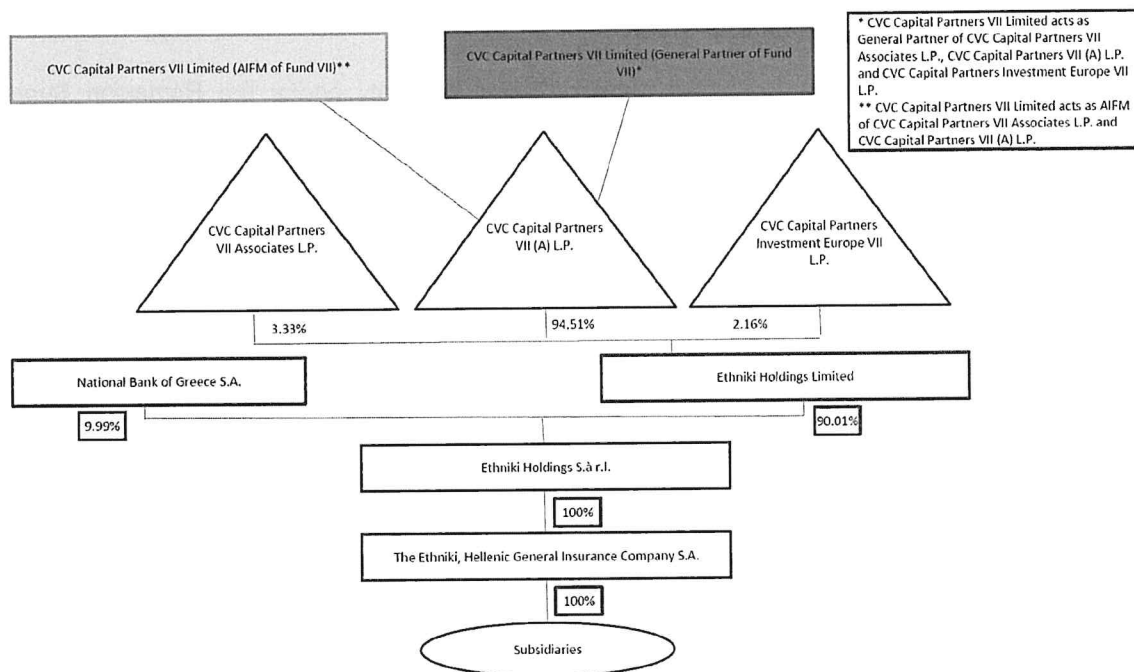 CVC Capital Partners VII Limited (AIFM of Fund VII)**
CVC Capital Partners VII Limited (General Partner of Fund
VII)*
* CVC Capital Partners VII Limited acts as
General Partner of CVC Capital Partners VII
Associates L.P., CVC Capital Partners VII (A) L.P.
and CVC Capital Partners Investment Europe VII
L.P.
** CVC Capital Partners VII Limited acts as AIFM
of CVC Capital Partners VII Associates L.P. and
CVC Capital Partners VII (A) L.P.
CVC Capital Partners
VII Associates L.P.
CVC Capital Partners
VII (A) L.P.
CVC Capital Partners
Investment Europe VII
L.P.
3.33%
94.51%
2.16%
National Bank of Greece S.A.
Ethniki Holdings Limited
9.99%
90.01%
Ethniki Holdings S.à r.l.
100%
The Ethniki, Hellenic General Insurance Company S.A.
100%
Subsidiaries